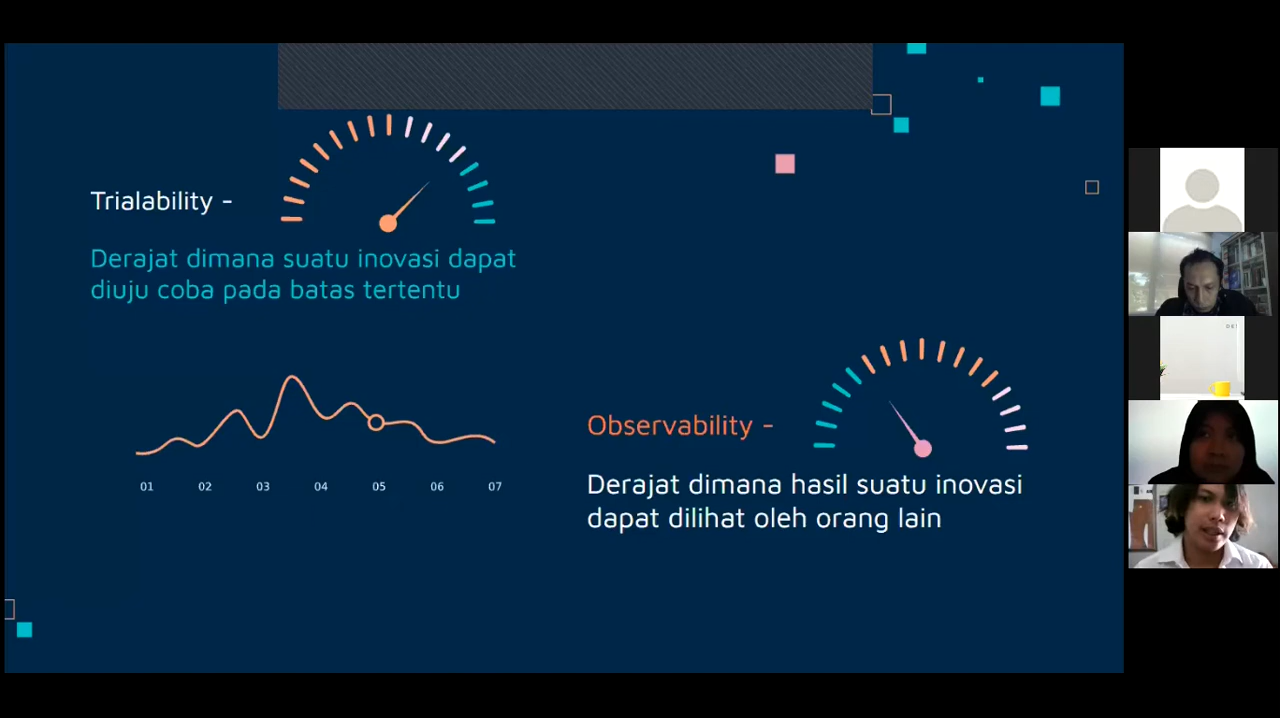 Trialability -
Derajat dimana suatu inovasi dapat
diuju coba pada batas tertentu
01 02 03 04 05 06 07
Observability -
Derajat dimana hasil suatu inovasi
dapat dilihat oleh orang lain